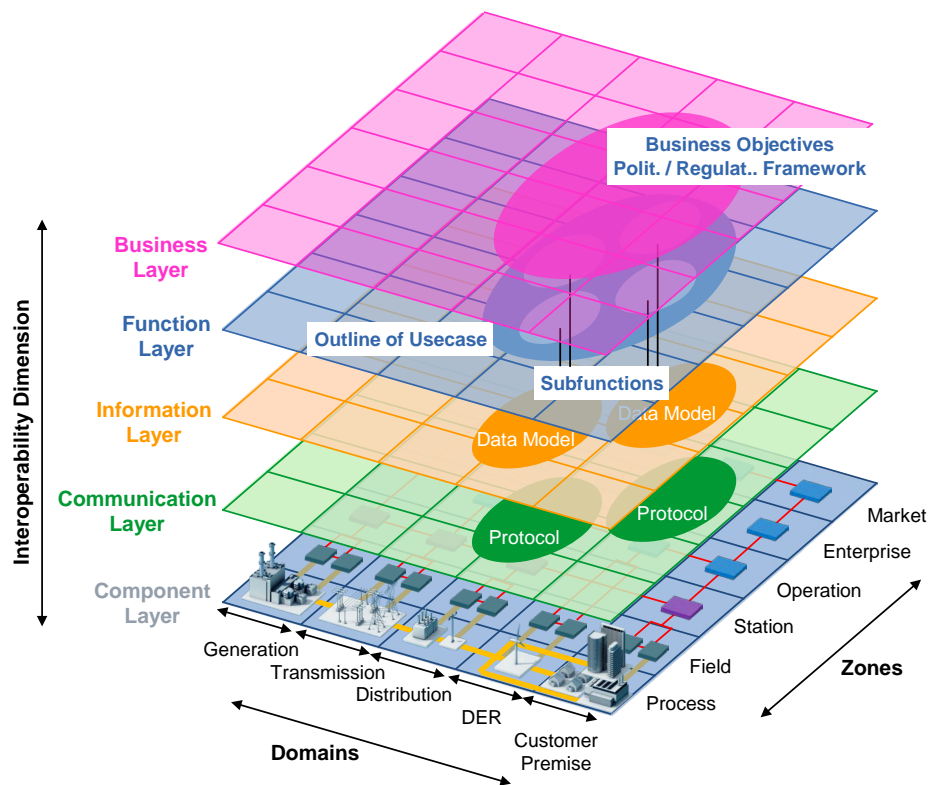 Business Objectives
Polit. / Regulat.. Framework
Business
Layer
Function
Layer
Outline of Usecase
Subfunctions
Information
Layer
Data Model
Data Model
Communication
Layer
Protocol
Protocol
Component
Layer
Interoperability Dimension
Market
Enterprise
Operation
Station
Field
Process
Zones
Generation
Transmission
Distribution
DER
Customer
Premise
Domains